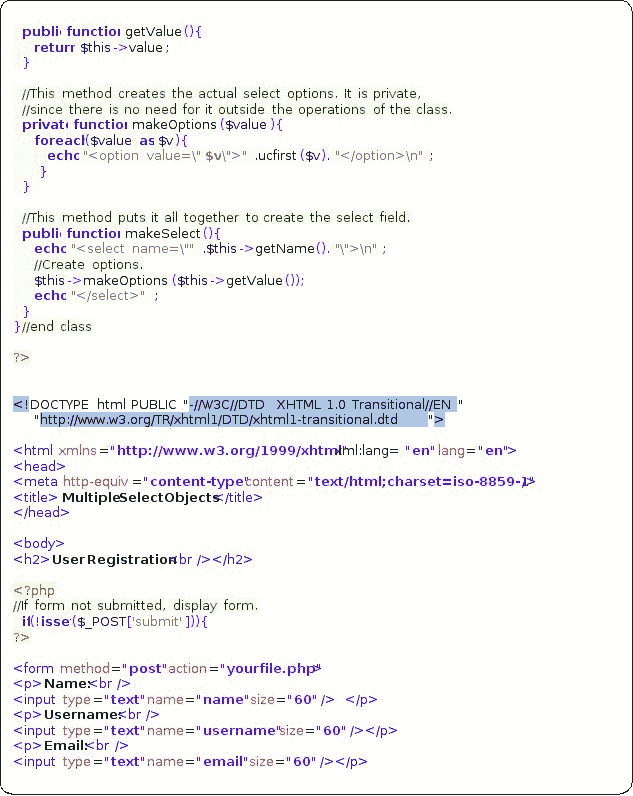 public function getValue(){
return $this->value;
}
//This method creates the actual select options. It is private,
//since there is no need for it outside the operations of the class.
private function makeOptions($value){
foreach($value as $v){
echo "<option value=\"$v\">" .ucfirst($v). "</option>\n";
}
}
//This method puts it all together to create the select field.
public function makeSelect(){
echo "<select name=\"" .$this->getName(). "\">\n";
//Create options.
$this->makeOptions($this->getValue());
echo "</select>" ;
}
}//end class
?>
<!DOCTYPE html PUBLIC "-//W3C//DTD XHTML 1.0 Transitional//EN"
"http://www.w3.org/TR/xhtml1/DTD/xhtml1-transitional.dtd">
<html xmlns="http://www.w3.org/1999/xhtml" xml:lang="en" lang="en">
<head>
<meta http-equiv="content-type" content="text/html;charset=iso-8859-1" />
<title>Multiple Select Objects</title>
</head>
<body>
<h2>User Registration<br /></h2>
<?php
//If form not submitted, display form.
if(!isset($_POST['submit'])){
?>
<form method="post" action="yourfile.php">
<p>Name:<br />
<input type="text" name="name" size="60" /> </p>
<p>Username:<br />
<input type="text" name="username" size="60" /></p>
<p>Email:<br />
<input type="text" name="email" size="60" /></p>